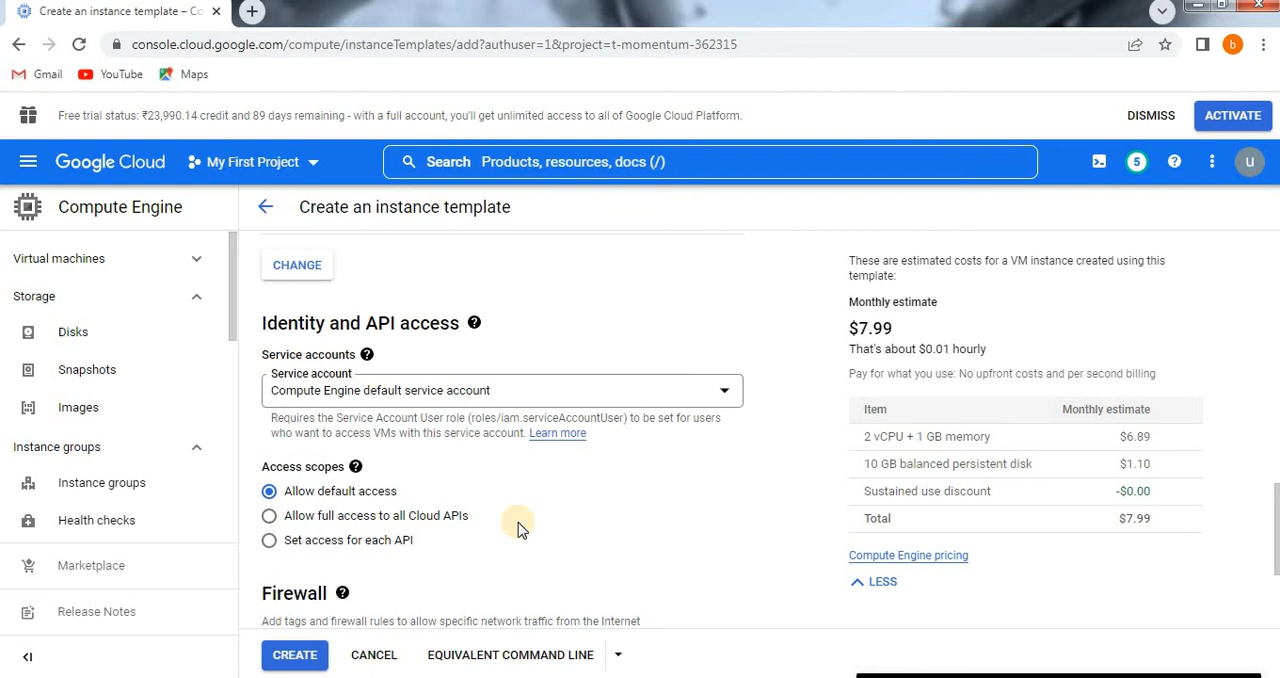 Create an instance template – Co
console.cloud.google.com/compute/instanceTemplates/add?authuser=1&project=t-momentum-362315
b
Gmail
YouTube
Maps
Free trial status: ₹23,990.14 credit and 89 days remaining - with a full account, you'll get unlimited access to all of Google Cloud Platform.
DISMISS
ACTIVATE
Google Cloud
My First Project
Search Products, resources, docs (/)
5
u
Compute Engine
Create an instance template
Virtual machines
Storage
Disks
Snapshots
Images
Instance groups
Instance groups
Health checks
Marketplace
Release Notes
CHANGE
Identity and API access
Service accounts
Service account
Compute Engine default service account
Requires the Service Account User role (roles/iam.serviceAccountUser) to be set for users
who want to access VMs with this service account. Learn more
Access scopes
Allow default access
Allow full access to all Cloud APIs
Set access for each API
Firewall
Add tags and firewall rules to allow specific network traffic from the Internet
CREATE
CANCEL
EQUIVALENT COMMAND LINE
These are estimated costs for a VM instance created using this
template:
Monthly estimate
$7.99
That's about $0.01 hourly
Pay for what you use: No upfront costs and per second billing
Item Monthly estimate
2 vCPU + 1 GB memory $6.89
10 GB balanced persistent disk $1.10
Sustained use discount -$0.00
Total $7.99
Compute Engine pricing
LESS